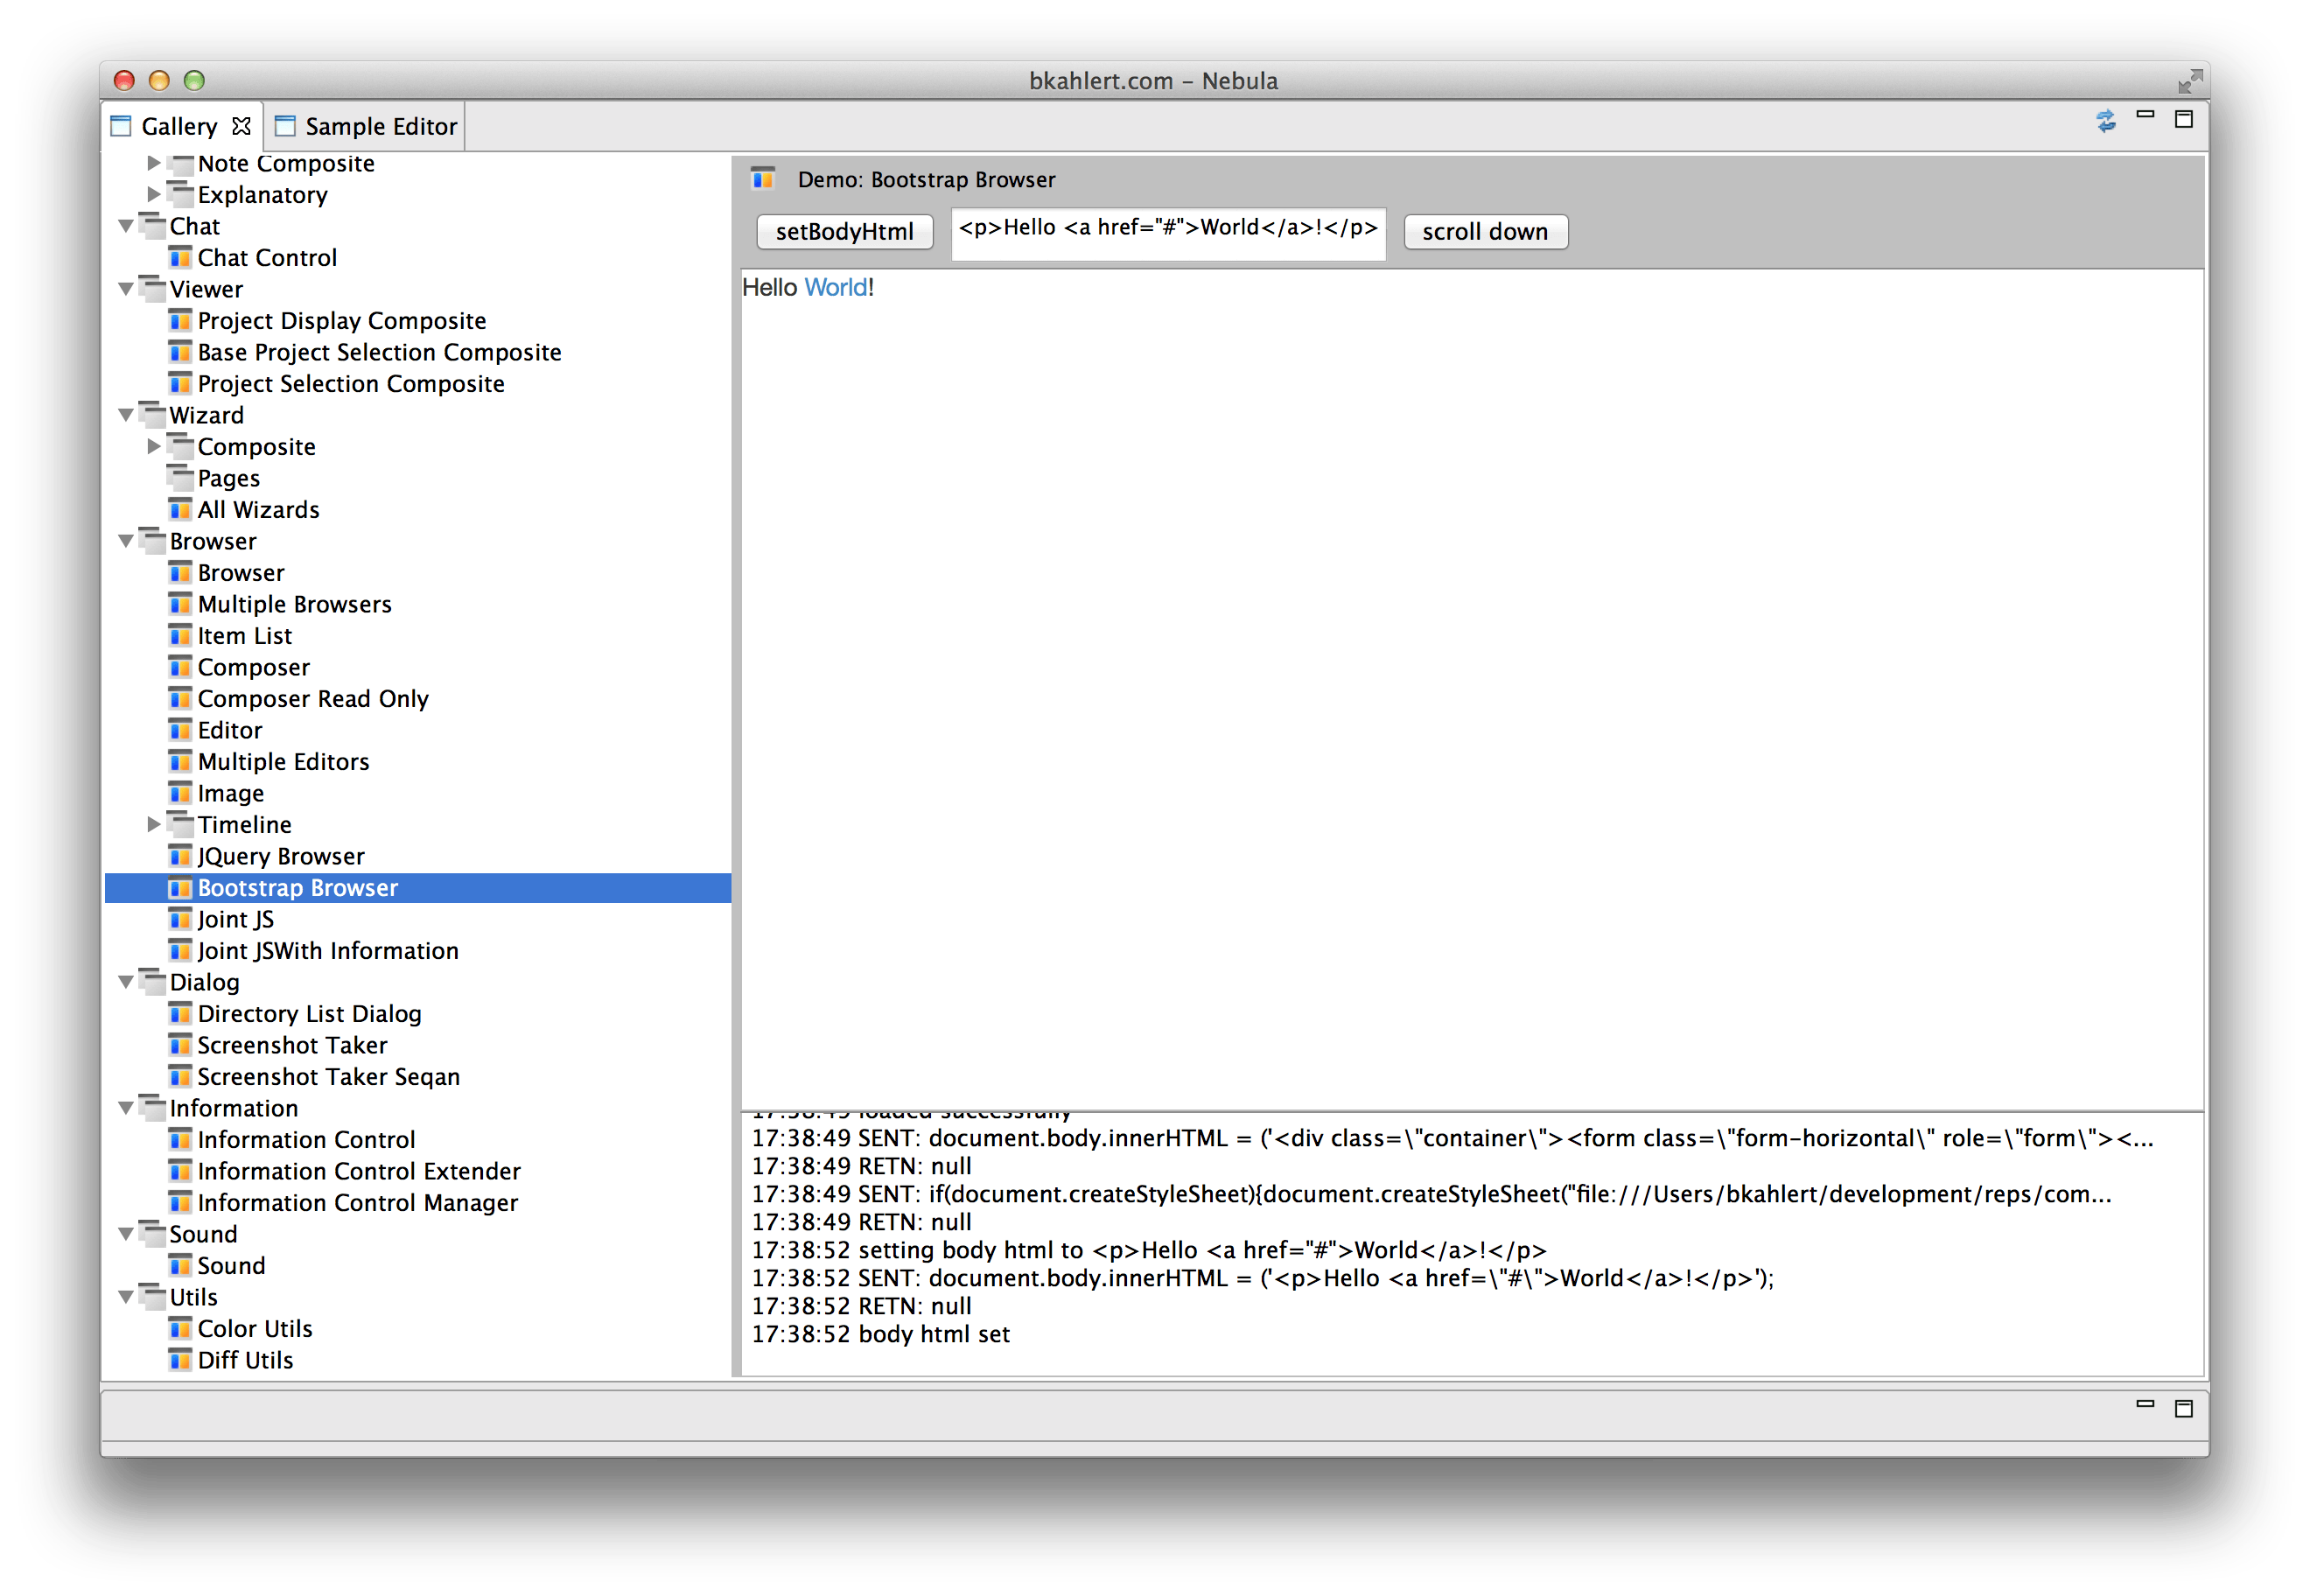 bkahlert.com – Nebula
Gallery
Sample Editor
Note Composite
Explanatory
Chat
Chat Control
Viewer
Project Display Composite
Base Project Selection Composite
Project Selection Composite
Wizard
Composite
Pages
All Wizards
Browser
Browser
Multiple Browsers
Item List
Composer
Composer Read Only
Editor
Multiple Editors
Image
Timeline
JQuery Browser
Bootstrap Browser
Joint JS
Joint JSWith Information
Dialog
Directory List Dialog
Screenshot Taker
Screenshot Taker Seqan
Information
Information Control
Information Control Extender
Information Control Manager
Sound
Sound
Utils
Color Utils
Diff Utils
Demo: Bootstrap Browser
setBodyHtml
<p>Hello <a href="#">World</a>!</p>
scroll down
Hello World!
17:38:49 loaded successfully
17:38:49 SENT: document.body.innerHTML = ('<div class=\"container\"><form class=\"form-horizontal\" role=\"form\"><...
17:38:49 RETN: null
17:38:49 SENT: if(document.createStyleSheet){document.createStyleSheet("file:///Users/bkahlert/development/reps/com...
17:38:49 RETN: null
17:38:52 setting body html to <p>Hello <a href="#">World</a>!</p>
17:38:52 SENT: document.body.innerHTML = ('<p>Hello <a href=\"#\">World</a>!</p>');
17:38:52 RETN: null
17:38:52 body html set